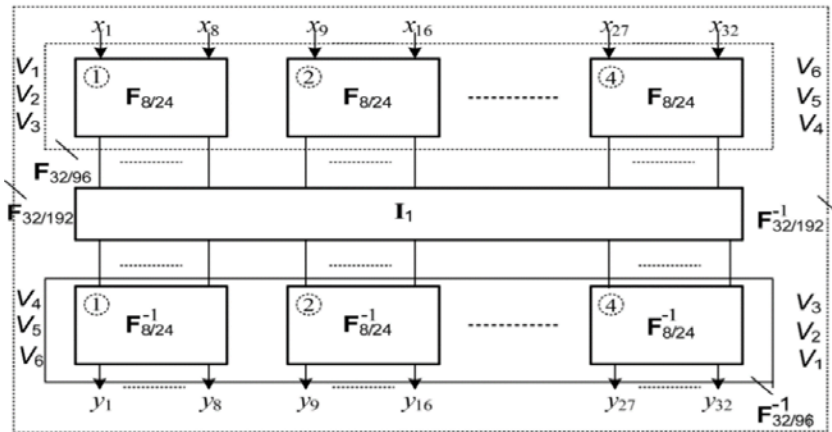 x1 x8 x9 x16 x27 x32
V1 V6
1 2 4
F8/24 F8/24 F8/24
V2 V5
V3 V4
F32/96
F32/192 I1 F-1 32/192
V4 V3
1 2 4
F-1 8/24 F-1 8/24 F-1 8/24
V5 V2
V6 V1
y1 y8 y9 y16 y27 y32
F-1 32/96